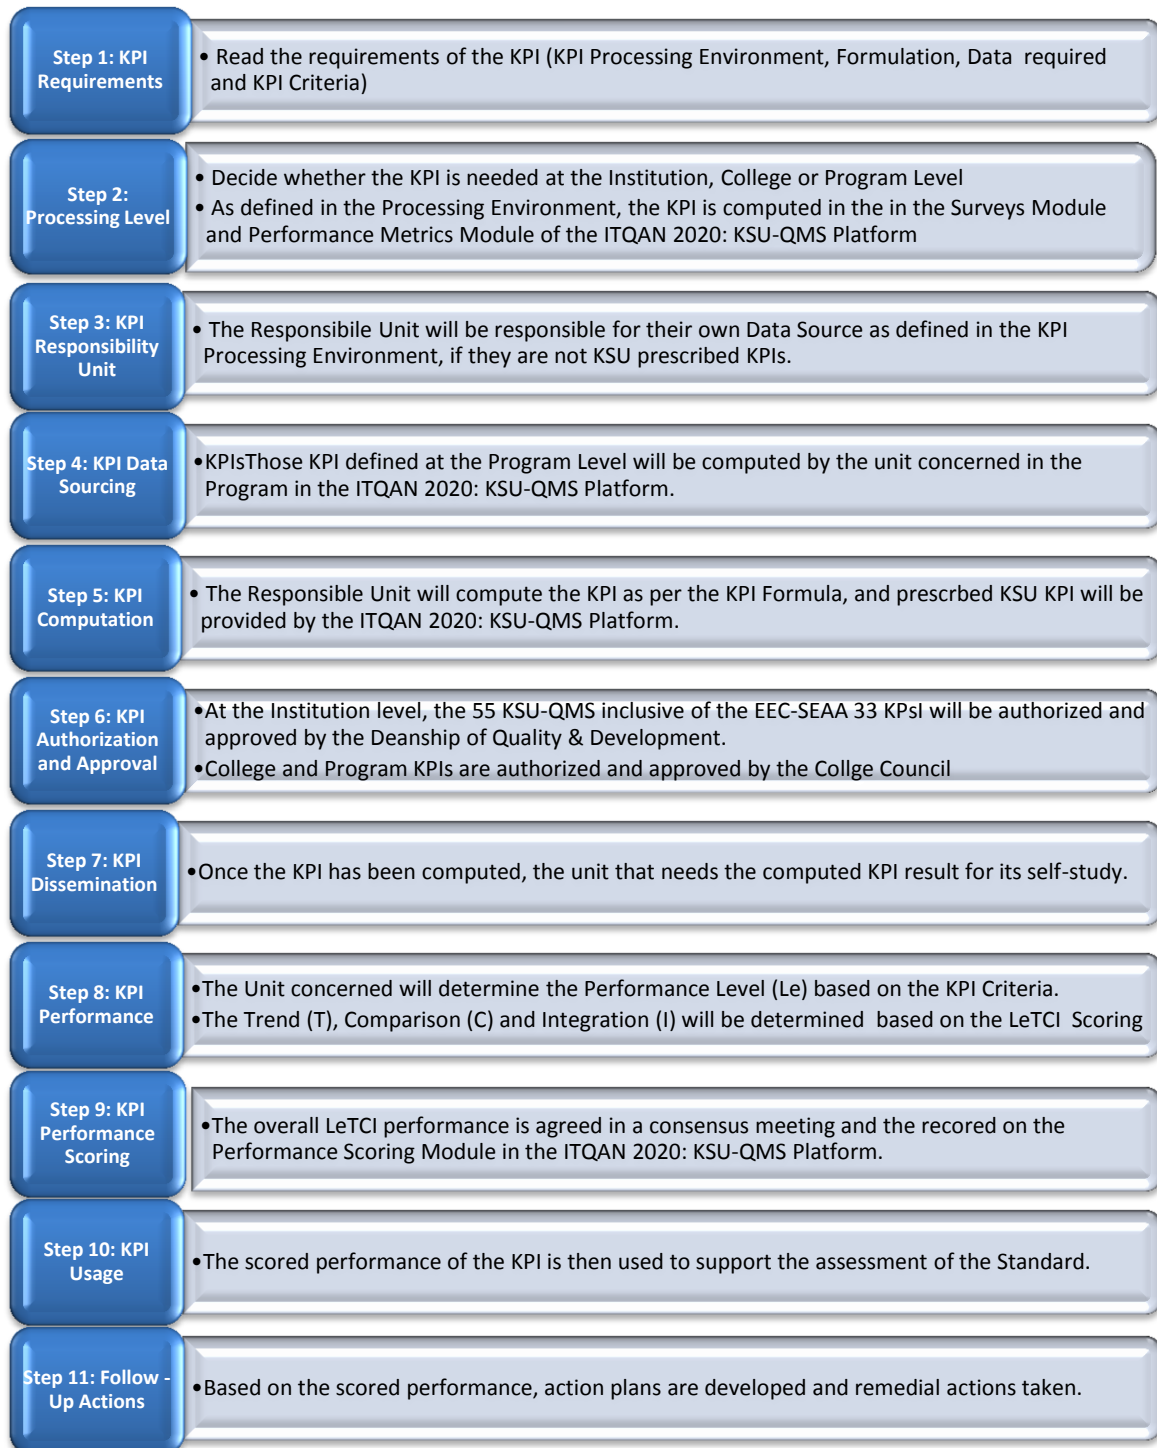 Step 1: KPI
Requirements
• Read the requirements of the KPI (KPI Processing Environment, Formulation, Data required
and KPI Criteria)
Step 2:
Processing Level
• Decide whether the KPI is needed at the Institution, College or Program Level
• As defined in the Processing Environment, the KPI is computed in the in the Surveys Module
and Performance Metrics Module of the ITQAN 2020: KSU-QMS Platform
Step 3: KPI
Responsibility
Unit
• The Responsibile Unit will be responsible for their own Data Source as defined in the KPI
Processing Environment, if they are not KSU prescribed KPIs.
Step 4: KPI Data
Sourcing
•KPIsThose KPI defined at the Program Level will be computed by the unit concerned in the
Program in the ITQAN 2020: KSU-QMS Platform.
Step 5: KPI
Computation
• The Responsible Unit will compute the KPI as per the KPI Formula, and prescrbed KSU KPI will be
provided by the ITQAN 2020: KSU-QMS Platform.
Step 6: KPI
Authorization
and Approval
•At the Institution level, the 55 KSU-QMS inclusive of the EEC-SEAA 33 KPsI will be authorized and
approved by the Deanship of Quality & Development.
•College and Program KPIs are authorized and approved by the Collge Council
Step 7: KPI
Dissemination
•Once the KPI has been computed, the unit that needs the computed KPI result for its self-study.
Step 8: KPI
Performance
•The Unit concerned will determine the Performance Level (Le) based on the KPI Criteria.
•The Trend (T), Comparison (C) and Integration (I) will be determined based on the LeTCI Scoring
Step 9: KPI
Performance
Scoring
•The overall LeTCI performance is agreed in a consensus meeting and the recored on the
Performance Scoring Module in the ITQAN 2020: KSU-QMS Platform.
Step 10: KPI
Usage
•The scored performance of the KPI is then used to support the assessment of the Standard.
Step 11: Follow -
Up Actions
•Based on the scored performance, action plans are developed and remedial actions taken.